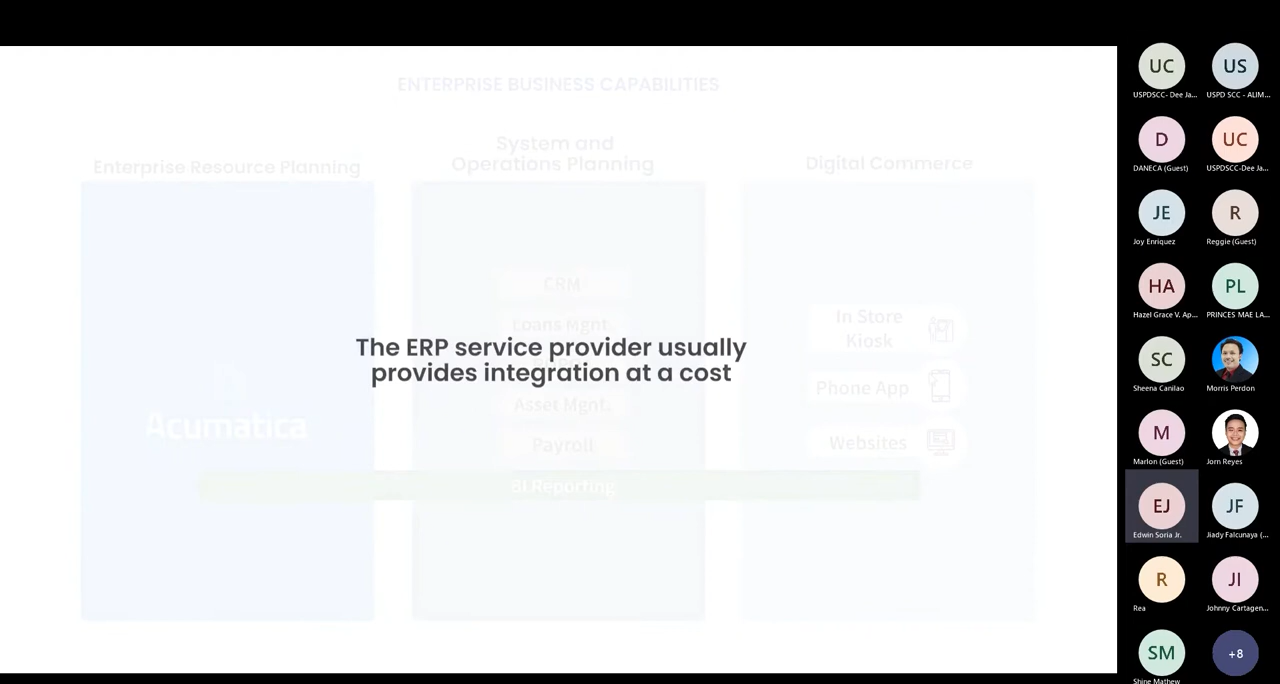 ENTERPRISE BUSINESS CAPABILITIES
Enterprise Resource Planning
System and
Operations Planning
Digital Commerce
CRM
Loans Mgmt.
The ERP service provider usually
provides integration at a cost
Asset Mgmt.
Payroll
BI Reporting
Acumatica
In Store
Kiosk
Phone App
Websites
UC
USPDSCC- Dee Ja...
US
USPD SCC - ALIM...
D
DANECA (Guest)
UC
USPDSCC-Dee Ja...
JE
Joy Enriquez
R
Reggie (Guest)
HA
Hazel Grace V. Ap...
PL
PRINCES MAE LA...
SC
Sheena Canilao
Morris Perdon
M
Marlon (Guest)
Jorn Reyes
EJ
Edwin Soria Jr.
JF
Jiady Falcunaya (...
R
Rea
JI
Johnny Cartagen...
SM
Shine Mathew
+8